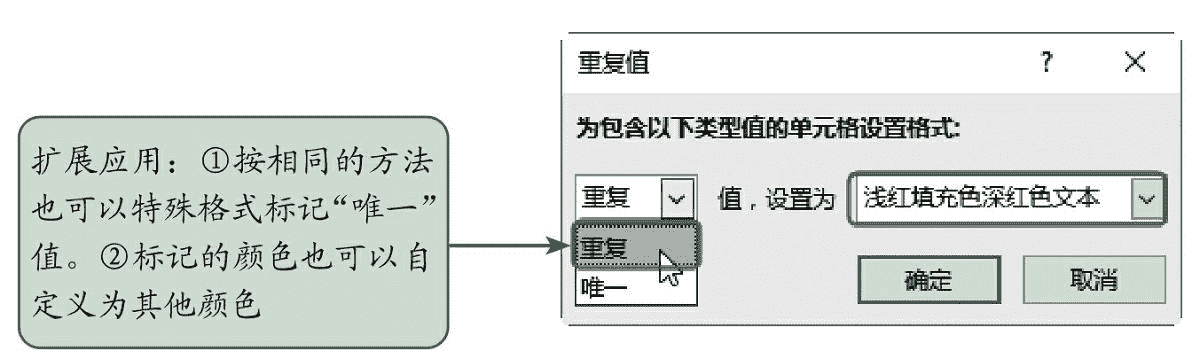 扩展应用：①按相同的方法
也可以特殊格式标记“唯一”
值。②标记的颜色也可以自
定义为其他颜色
重复值 ?
为包含以下类型值的单元格设置格式:
重复 值，设置为 浅红填充色深红色文本
重复
唯一
确定 取消